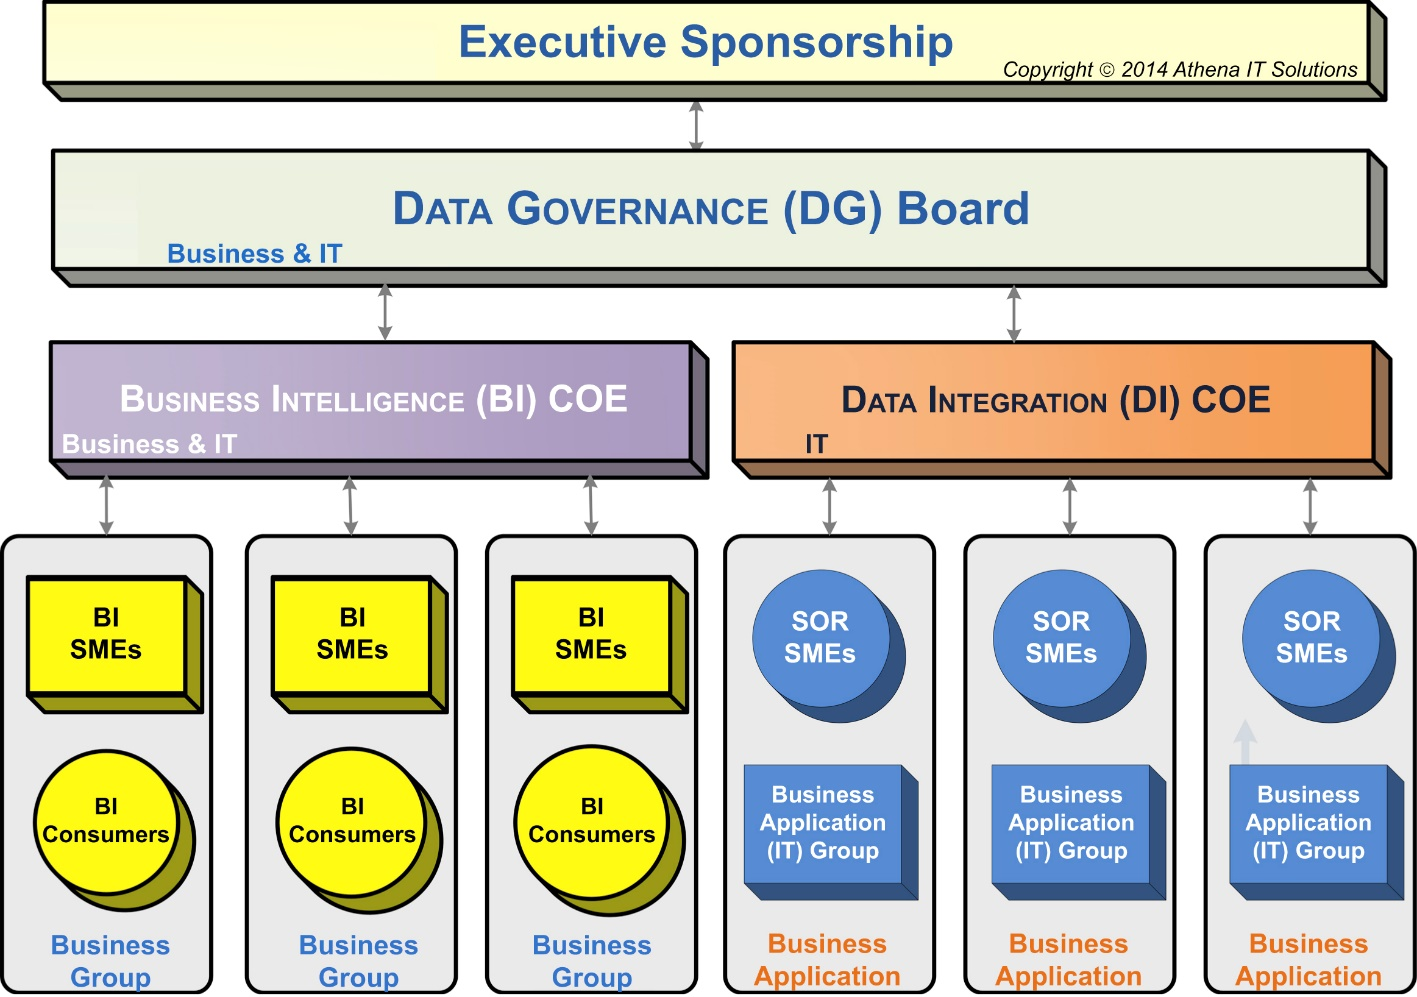 Executive Sponsorship
Copyright © 2014 Athena IT Solutions
DATA GOVERNANCE (DG) Board
Business & IT
BUSINESS INTELLIGENCE (BI) COE
Business & IT
DATA INTEGRATION (DI) COE
IT
BI
SMEs
BI
Consumers
Business
Group
BI
SMEs
BI
Consumers
Business
Group
BI
SMEs
BI
Consumers
Business
Group
SOR
SMEs
Business
Application
(IT) Group
Business
Application
SOR
SMEs
Business
Application
(IT) Group
Business
Application
SOR
SMEs
Business
Application
(IT) Group
Business
Application